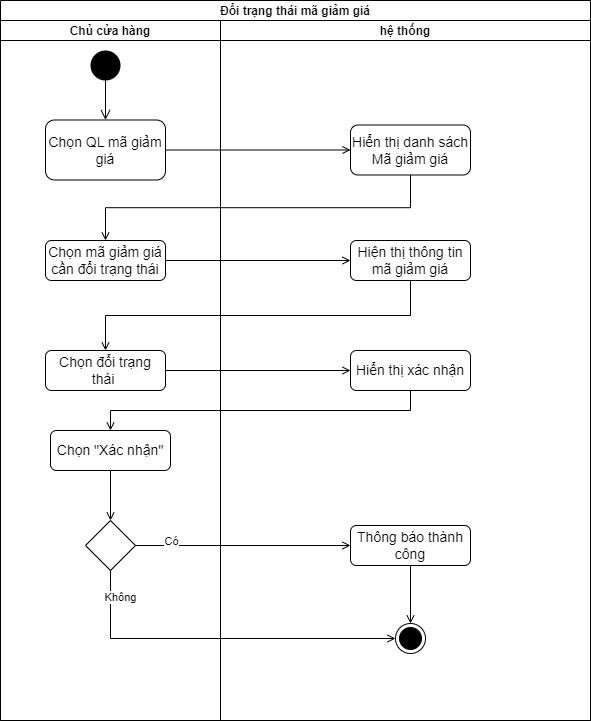 Đổi trạng thái mã giảm giá
Chủ cửa hàng
hệ thống
Chọn QL mã giảm
giá
Hiển thị danh sách
Mã giảm giá
Chọn mã giảm giá
cần đổi trạng thái
Hiện thị thông tin
mã giảm giá
Chọn đổi trạng
thái
Hiển thị xác nhận
Chọn "Xác nhận"
Có
Thông báo thành
công
Không